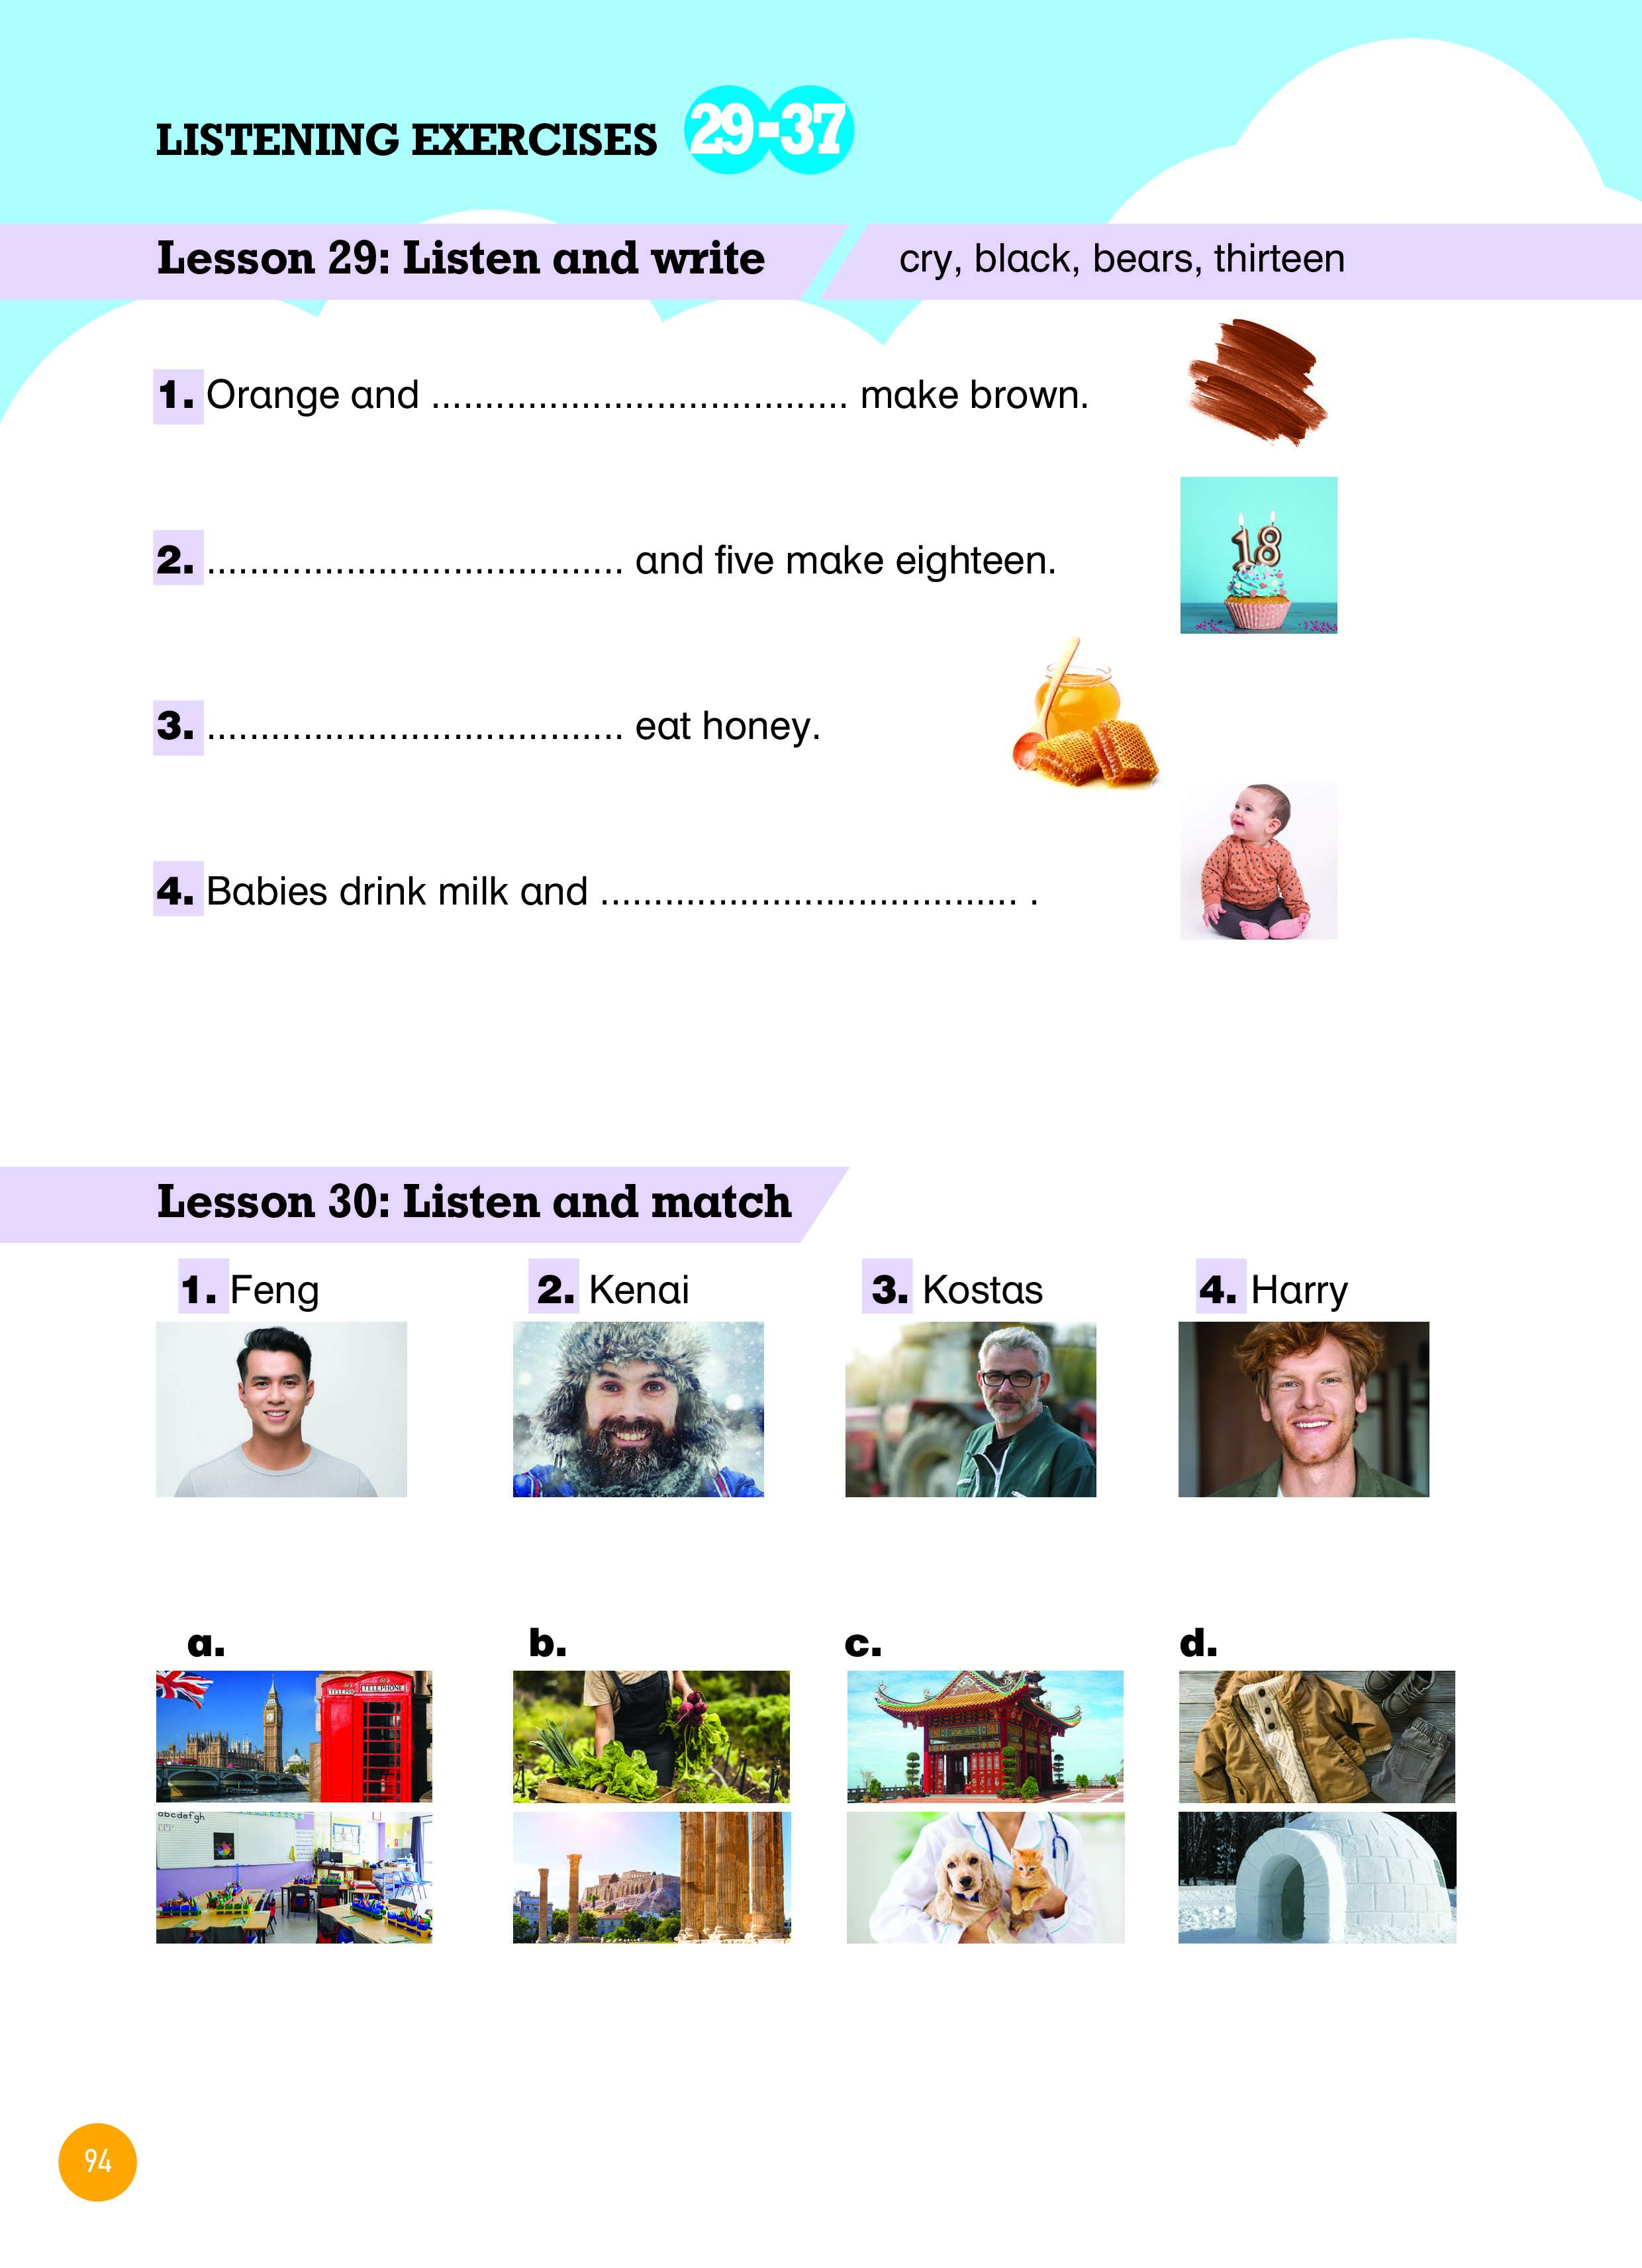 LISTENING EXERCISES 29-37
Lesson 29: Listen and write
cry, black, bears, thirteen
1. Orange and ....................................... make brown.
18
2. ....................................... and five make eighteen.
3. ....................................... eat honey.
4. Babies drink milk and ....................................... .
Lesson 30: Listen and match
1. Feng
2. Kenai
3. Kostas
4. Harry
a.
b.
c.
d.
TELEPHONE
abcdefgh
94